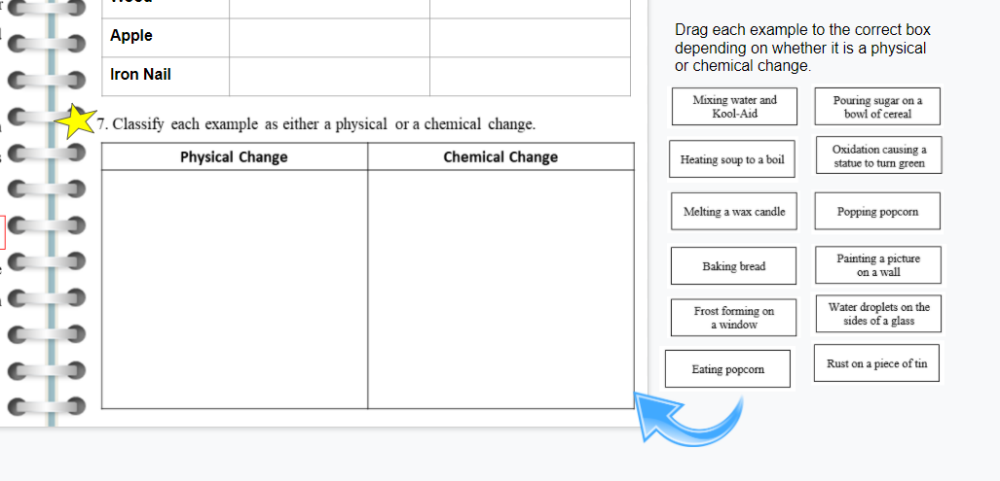 Apple
Iron Nail
7. Classify each example as either a physical or a chemical change.
Physical Change
Chemical Change
Drag each example to the correct box
depending on whether it is a physical
or chemical change.
Mixing water and
Kool-Aid
Pouring sugar on a
bowl of cereal
Heating soup to a boil
Oxidation causing a
statue to turn green
Melting a wax candle
Popping popcorn
Baking bread
Painting a picture
on a wall
Frost forming on
a window
Water droplets on the
sides of a glass
Eating popcorn
Rust on a piece of tin